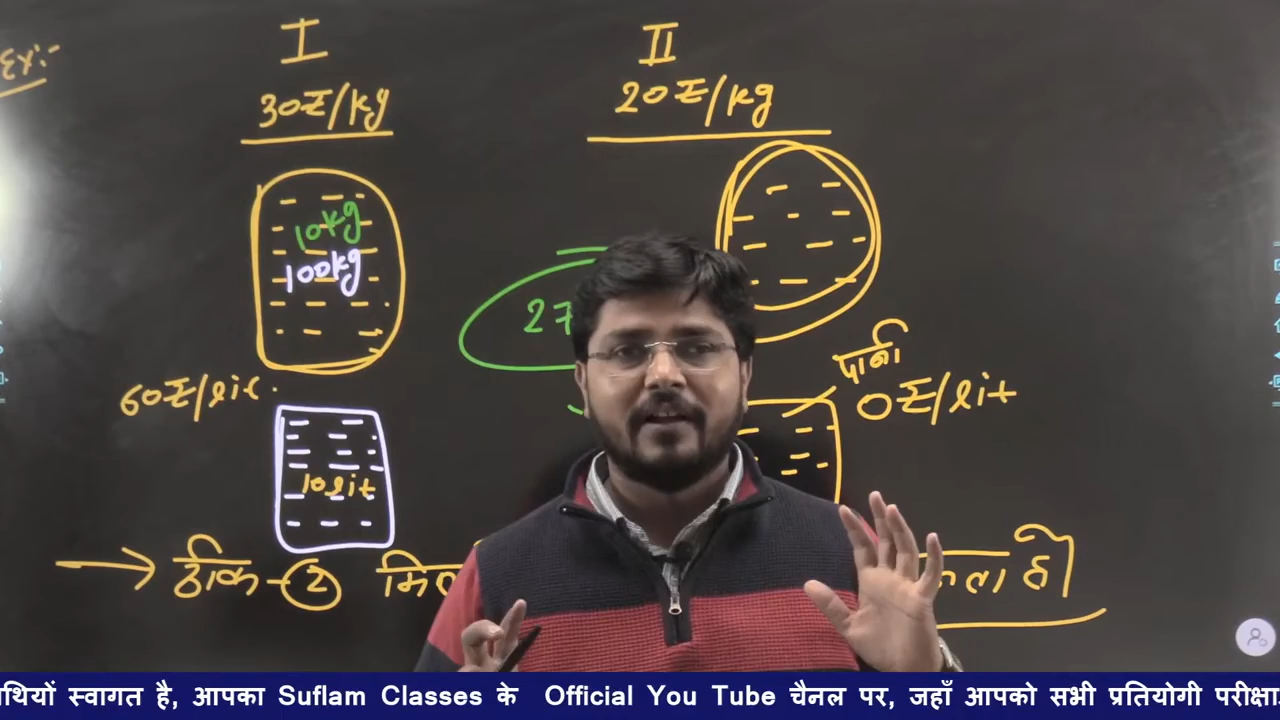 Ex:-
I
II
30₹/kg
20₹/kg
10kg
100kg
27
60₹/lit.
पानी
0₹/lit
10lit
→ ठीक-②
है
थियों स्वागत है, आपका Suflam Classes के Official You Tube चैनल पर, जहाँ आपको सभी प्रतियोगी परीक्षा